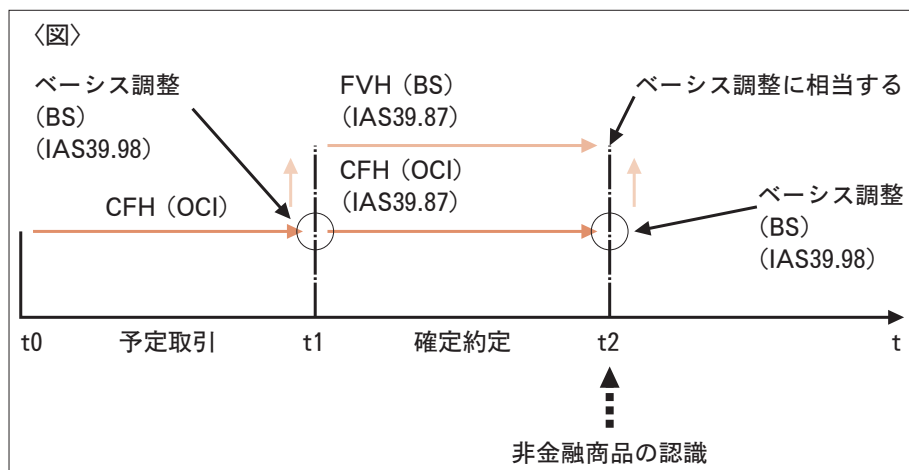 〈図〉
ベーシス調整
(BS)
(IAS39.98)
FVH (BS)
(IAS39.87)
ベーシス調整に相当する
CFH (OCI)
CFH (OCI)
(IAS39.87)
ベーシス調整
(BS)
(IAS39.98)
t0 予定取引 t1 確定約定 t2 t
非金融商品の認識